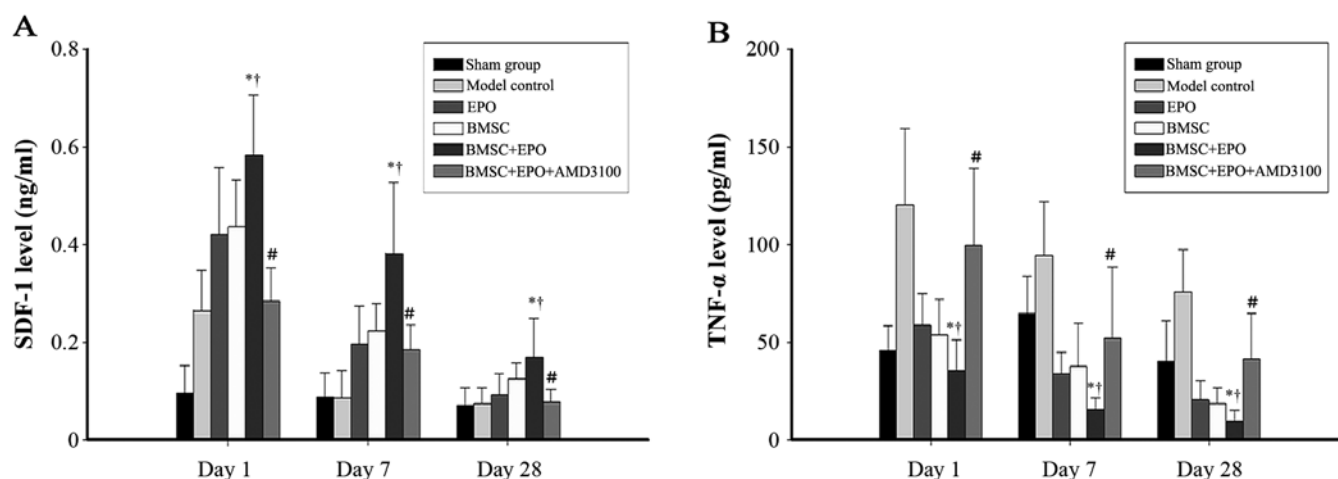 A
SDF-1 level (ng/ml)
0.8
0.6
0.4
0.2
0
Sham group
Model control
EPO
BMSC
BMSC+EPO
BMSC+EPO+AMD3100
*†
#
*†
#
*†
#
Day 1
Day 7
Day 28
B
TNF-α level (pg/ml)
200
150
100
50
0
Sham group
Model control
EPO
BMSC
BMSC+EPO
BMSC+EPO+AMD3100
*†
#
*†
#
*†
#
Day 1
Day 7
Day 28